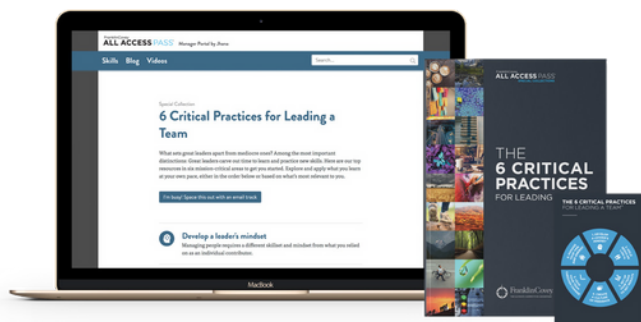 FranklinCovey
ALL ACCESS PASS Manager Portal by Jhana
Skills Blog Videos
Search...
Special Collection
6 Critical Practices for Leading a
Team
What sets great leaders apart from mediocre ones? Among the most important
distinctions: Great leaders carve out time to learn and practice new skills. Here are our top
resources in six mission-critical areas to get you started. Explore and apply what you learn
at your own pace, either in the order below or based on what's most relevant to you.
I'm busy! Space this out with an email track
Develop a leader's mindset
Managing people requires a different skillset and mindset from what you relied
on as an individual contributor.
MacBook
ALL ACCESS PASS
THE
6 CRITICAL
PRACTICES
FOR LEADING
FranklinCovey
THE 6 CRITICAL PRACTICES
FOR LEADING A TEAM